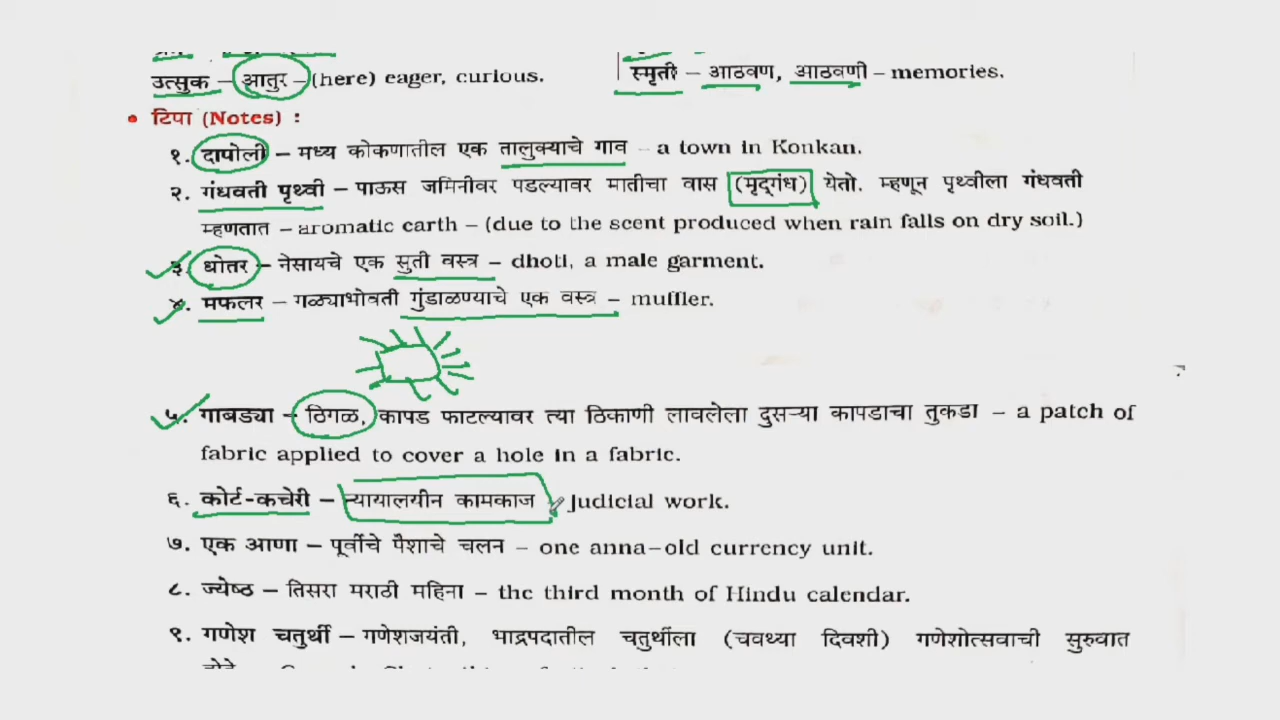 उत्सुक – आतुर – (here) eager, curious.
स्मृती – आठवण, आठवणी – memories.
• टिपा (Notes) :
१. दापोली – मध्य कोकणातील एक तालुक्याचे गाव – a town in Konkan.
२. गंधवती पृथ्वी – पाऊस जमिनीवर पडल्यावर मातीचा वास (मृद्‌गंध) येतो. म्हणून पृथ्वीला गंधवती
म्हणतात – aromatic earth – (due to the scent produced when rain falls on dry soil.)
३. धोतर – नेसायचे एक सुती वस्त्र – dhoti, a male garment.
४. मफलर – गळ्याभोवती गुंडाळण्याचे एक वस्त्र – muffler.
५. गाबड्या – ठिगळ, कापड फाटल्यावर त्या ठिकाणी लावलेला दुसऱ्या कापडाचा तुकडा – a patch of
fabric applied to cover a hole in a fabric.
६. कोर्ट-कचेरी – न्यायालयीन कामकाज – Judicial work.
७. एक आणा – पूर्वीचे पैशाचे चलन – one anna–old currency unit.
८. ज्येष्ठ – तिसरा मराठी महिना – the third month of Hindu calendar.
९. गणेश चतुर्थी – गणेशजयंती, भाद्रपदातील चतुर्थीला (चवथ्या दिवशी) गणेशोत्सवाची सुरुवात